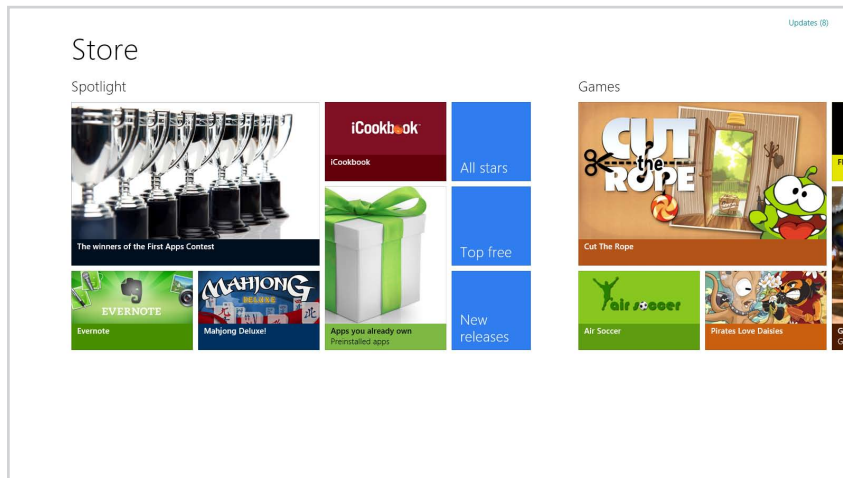 Updates (8)
Store
Spotlight
The winners of the First Apps Contest
iCookbook
iCookbook
All stars
Top free
New
releases
EVERNOTE
Evernote
MAHJONG
DELUXE
Mahjong Deluxe!
Apps you already own
Preinstalled apps
Games
CUT
the
ROPE
Cut The Rope
air soccer
Air Soccer
Pirates Love Daisies